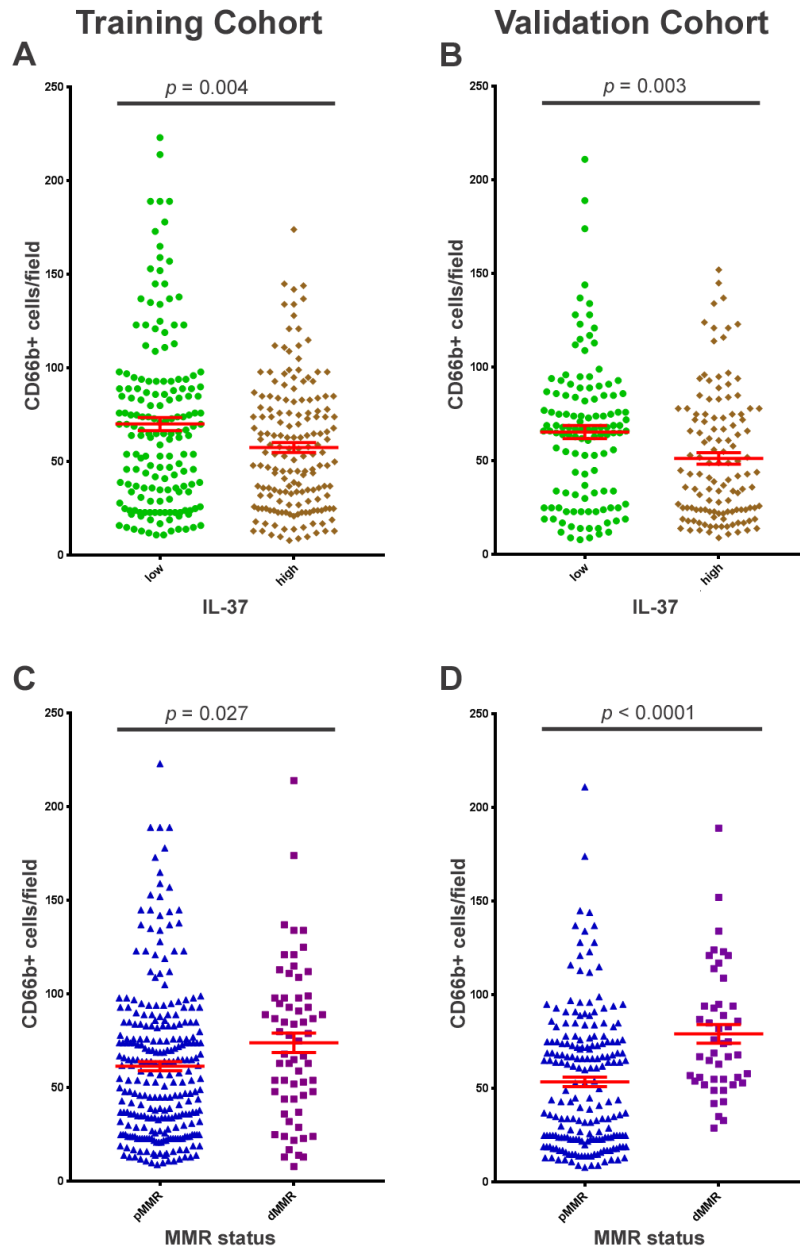 Training Cohort
Validation Cohort
A
p = 0.004
250
200
150
100
50
0
CD66b+ cells/field
low
high
IL-37
B
p = 0.003
250
200
150
100
50
0
CD66b+ cells/field
low
high
IL-37
C
p = 0.027
250
200
150
100
50
0
CD66b+ cells/field
pMMR
dMMR
MMR status
D
p < 0.0001
250
200
150
100
50
0
CD66b+ cells/field
pMMR
dMMR
MMR status